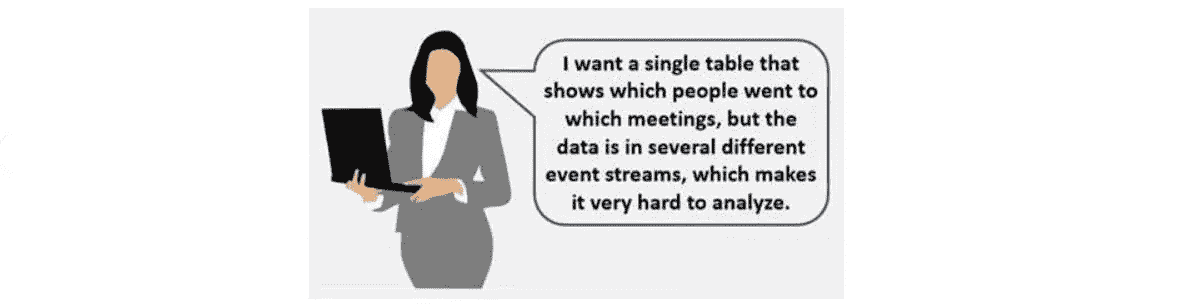 I want a single table that
shows which people went to
which meetings, but the
data is in several different
event streams, which makes
it very hard to analyze.